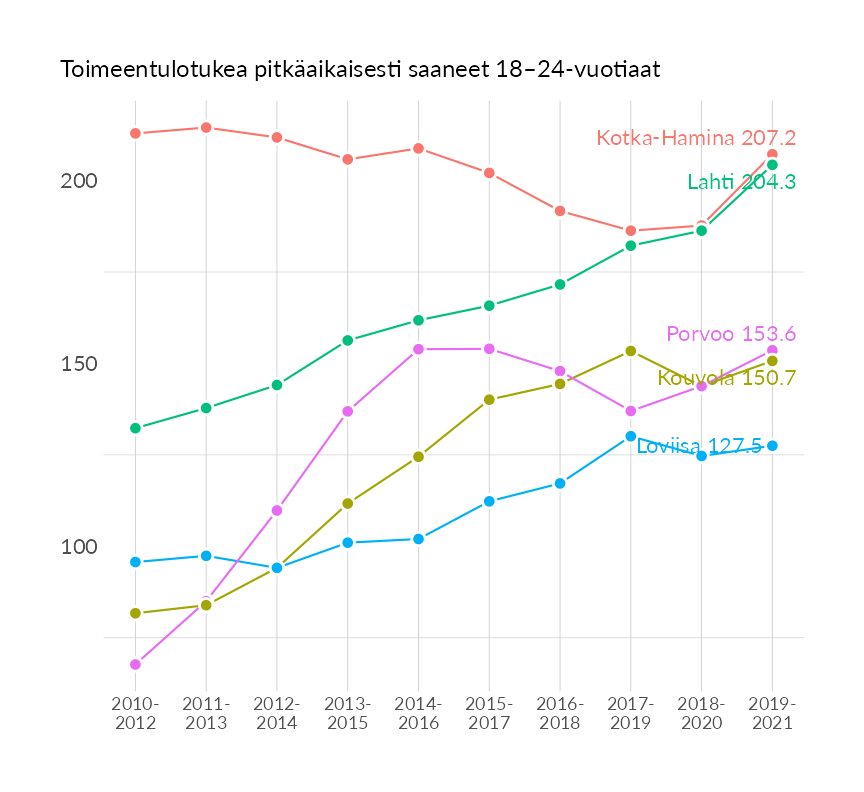 Toimeentulotukea pitkäaikaisesti saaneet 18–24-vuotiaat
Kotka-Hamina 207.2
200
Lahti 204.3
Porvoo 153.6
150
Kouvola 150.7
Loviisa 127.5
100
2010- 2011- 2012- 2013- 2014- 2015- 2016- 2017- 2018- 2019-
2012 2013 2014 2015 2016 2017 2018 2019 2020 2021